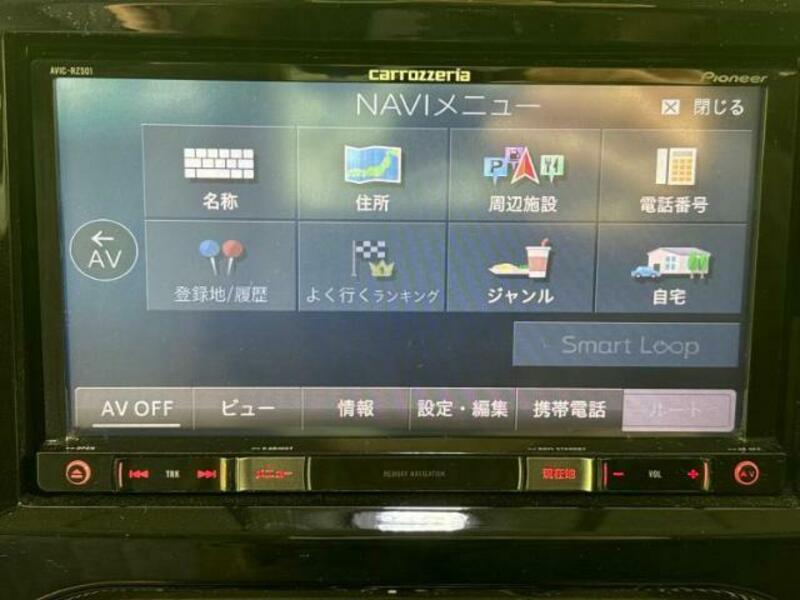 AVIC-RZ501 carrozzeria Pioneer
NAVIメニュー 閉じる
名称 住所 周辺施設 電話番号
← AV
登録地/履歴 よく行くランキング ジャンル 自宅
Smart Loop
AV OFF ビュー 情報 設定・編集 携帯電話 ルート
TRK メニュー MEMORY NAVIGATION 現在地 − VOL + AV